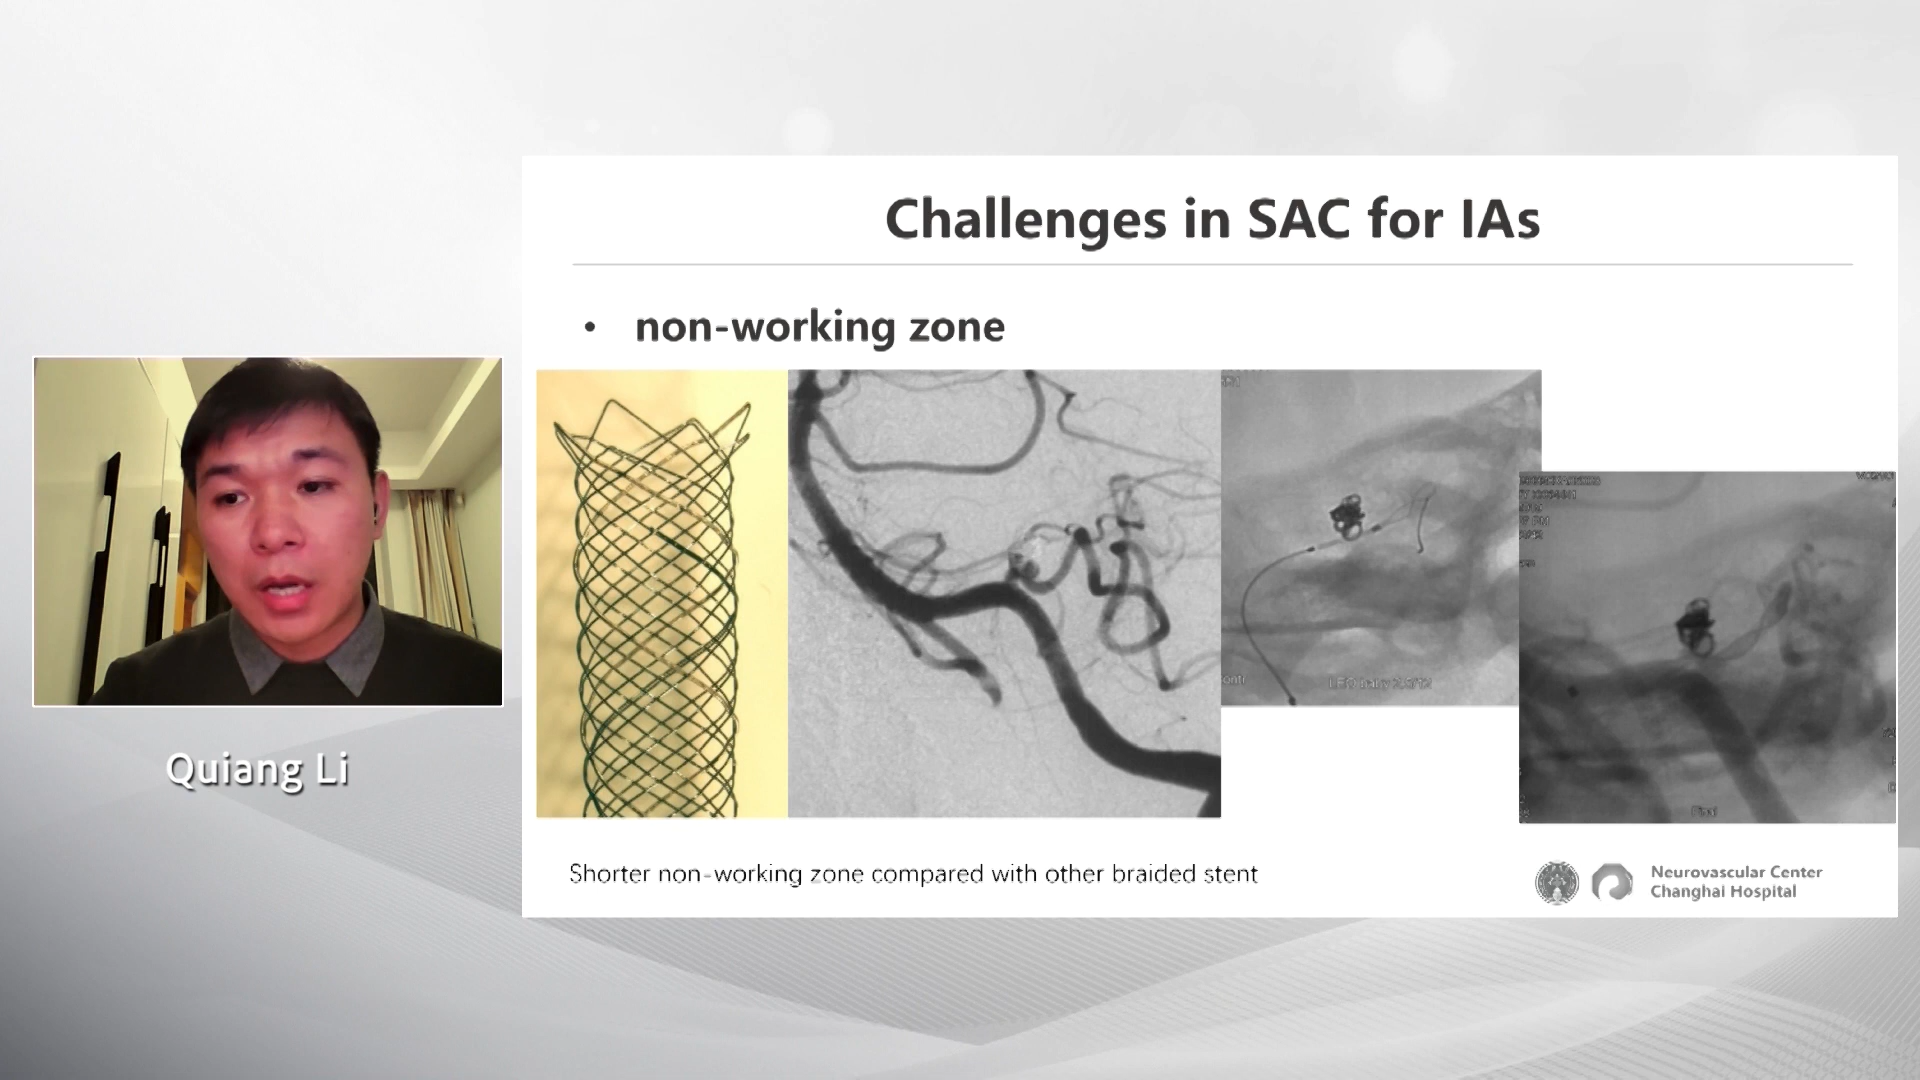 Challenges in SAC for IAs
• non-working zone
Quiang Li
Final
Shorter non-working zone compared with other braided stent
Neurovascular Center
Changhai Hospital